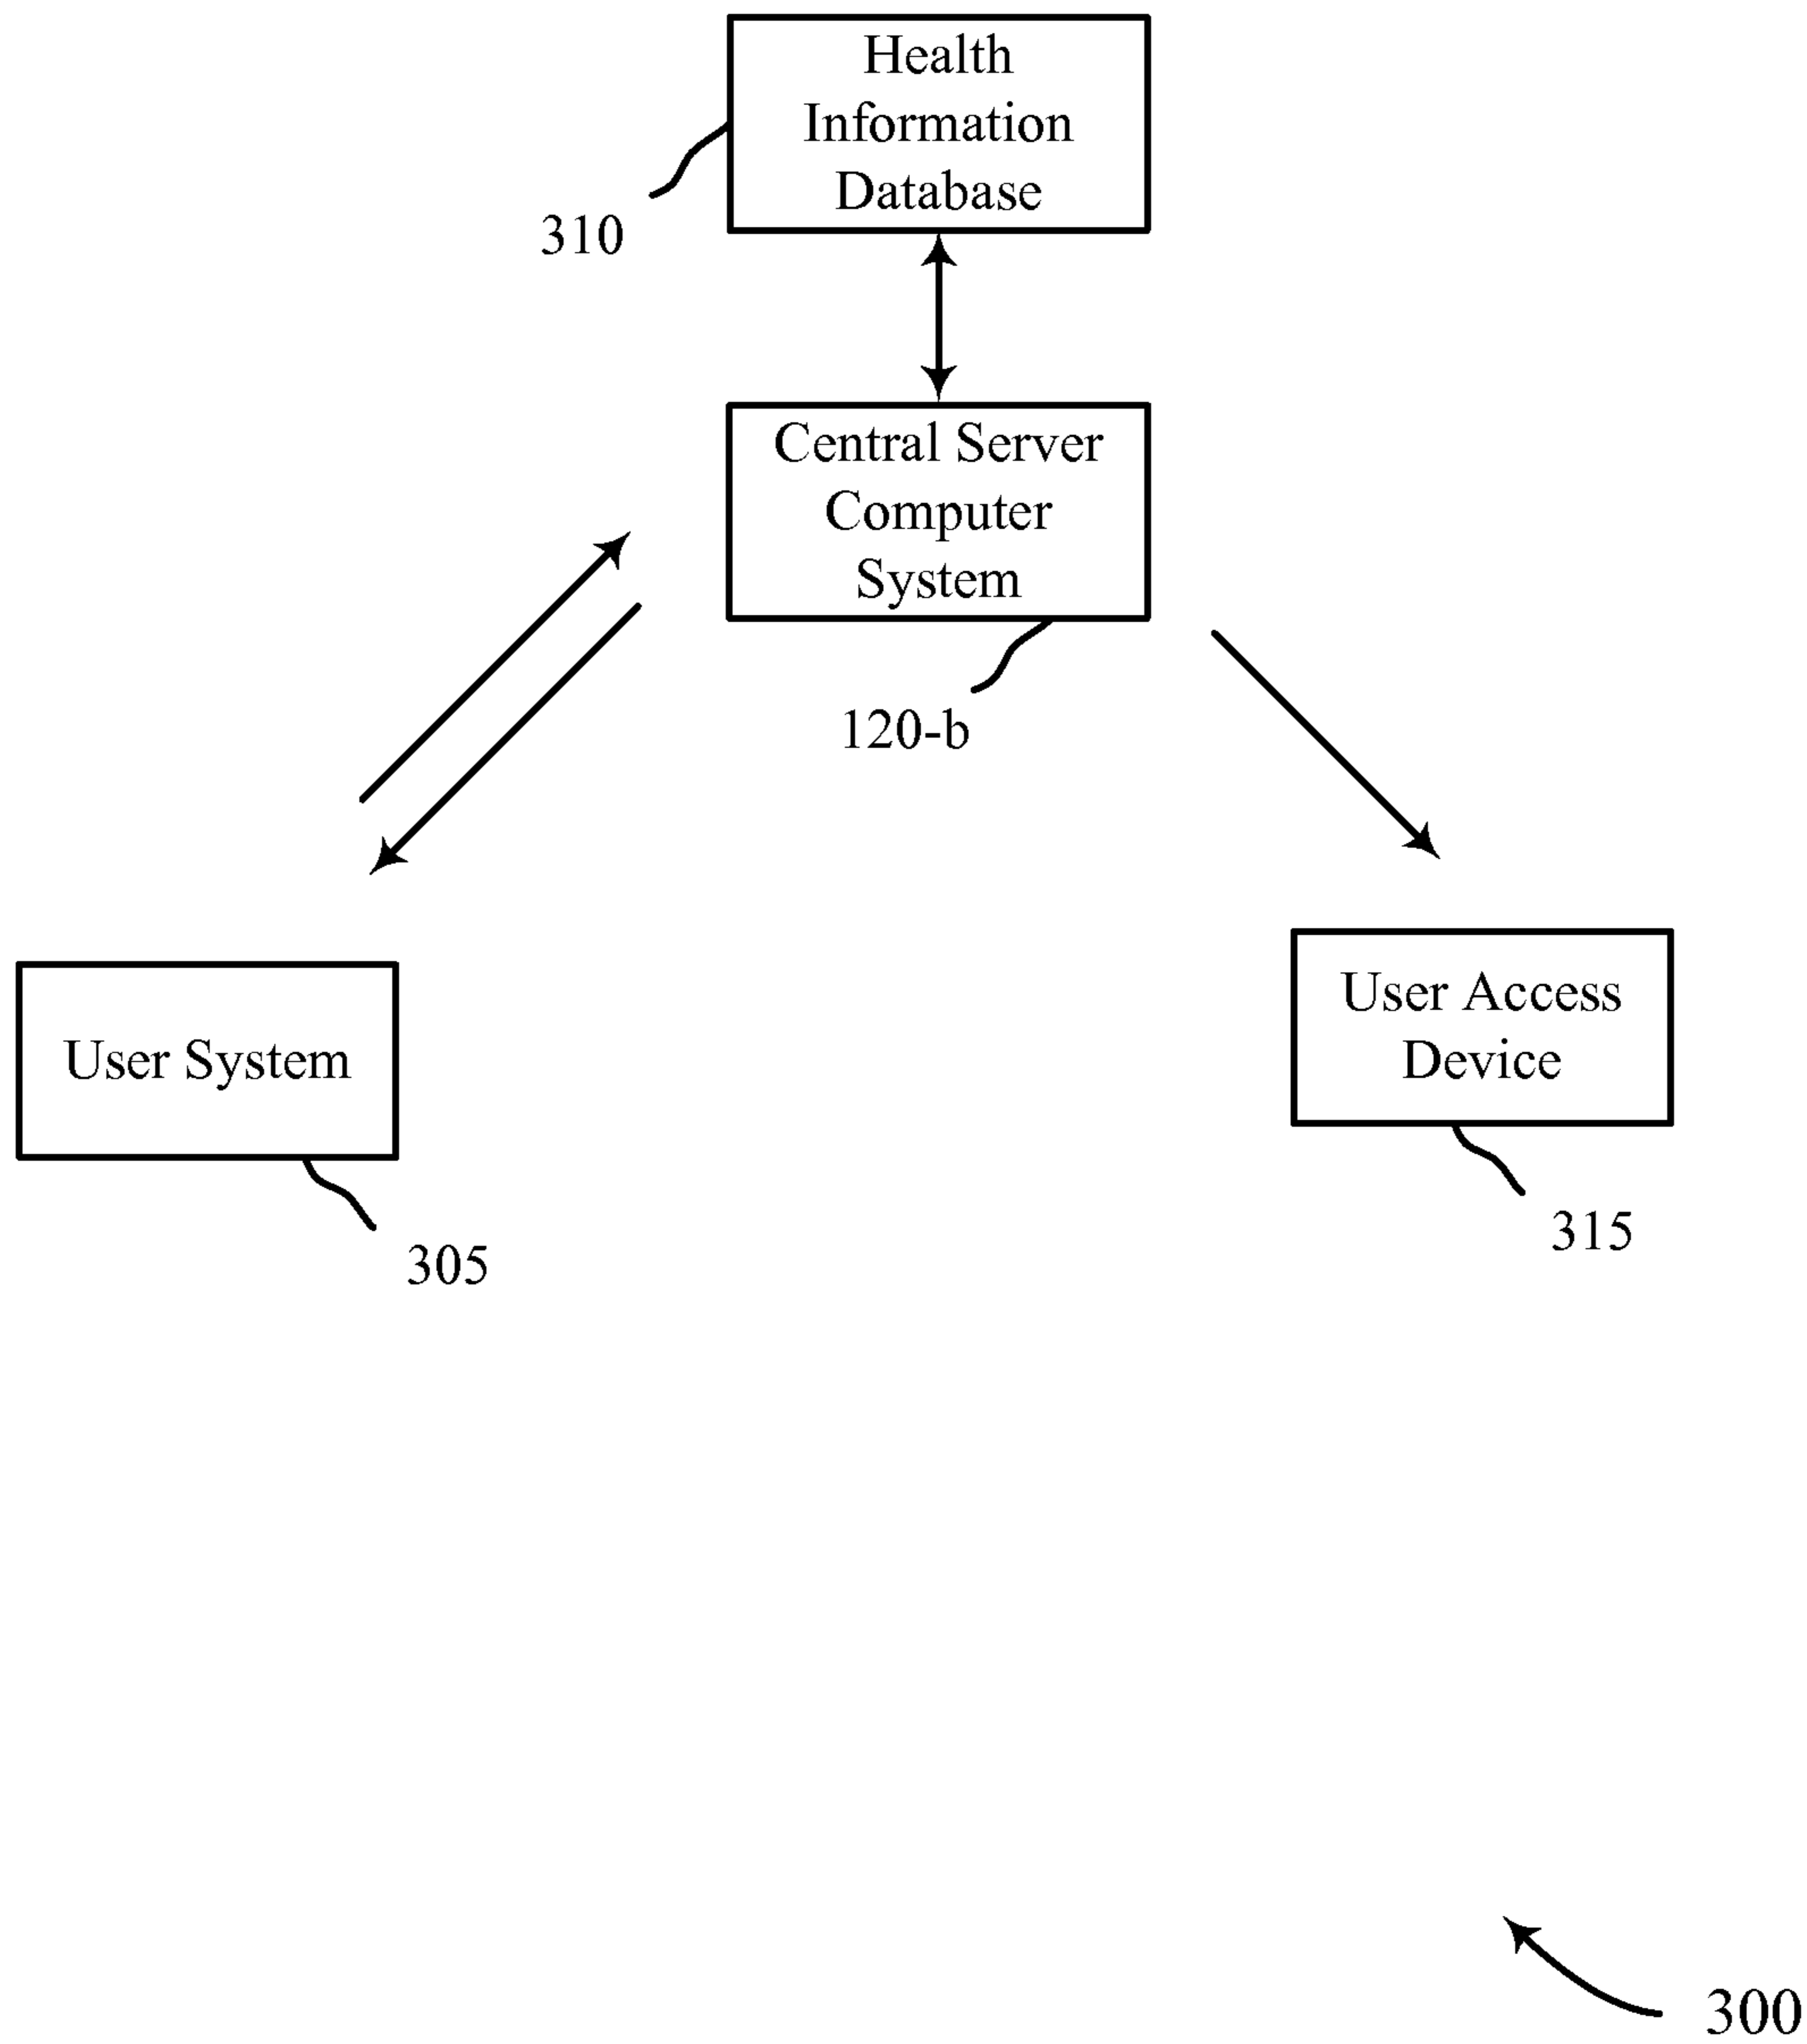 Health
Information
Database
310
Central Server
Computer
System
120-b
User System
305
User Access
Device
315
300